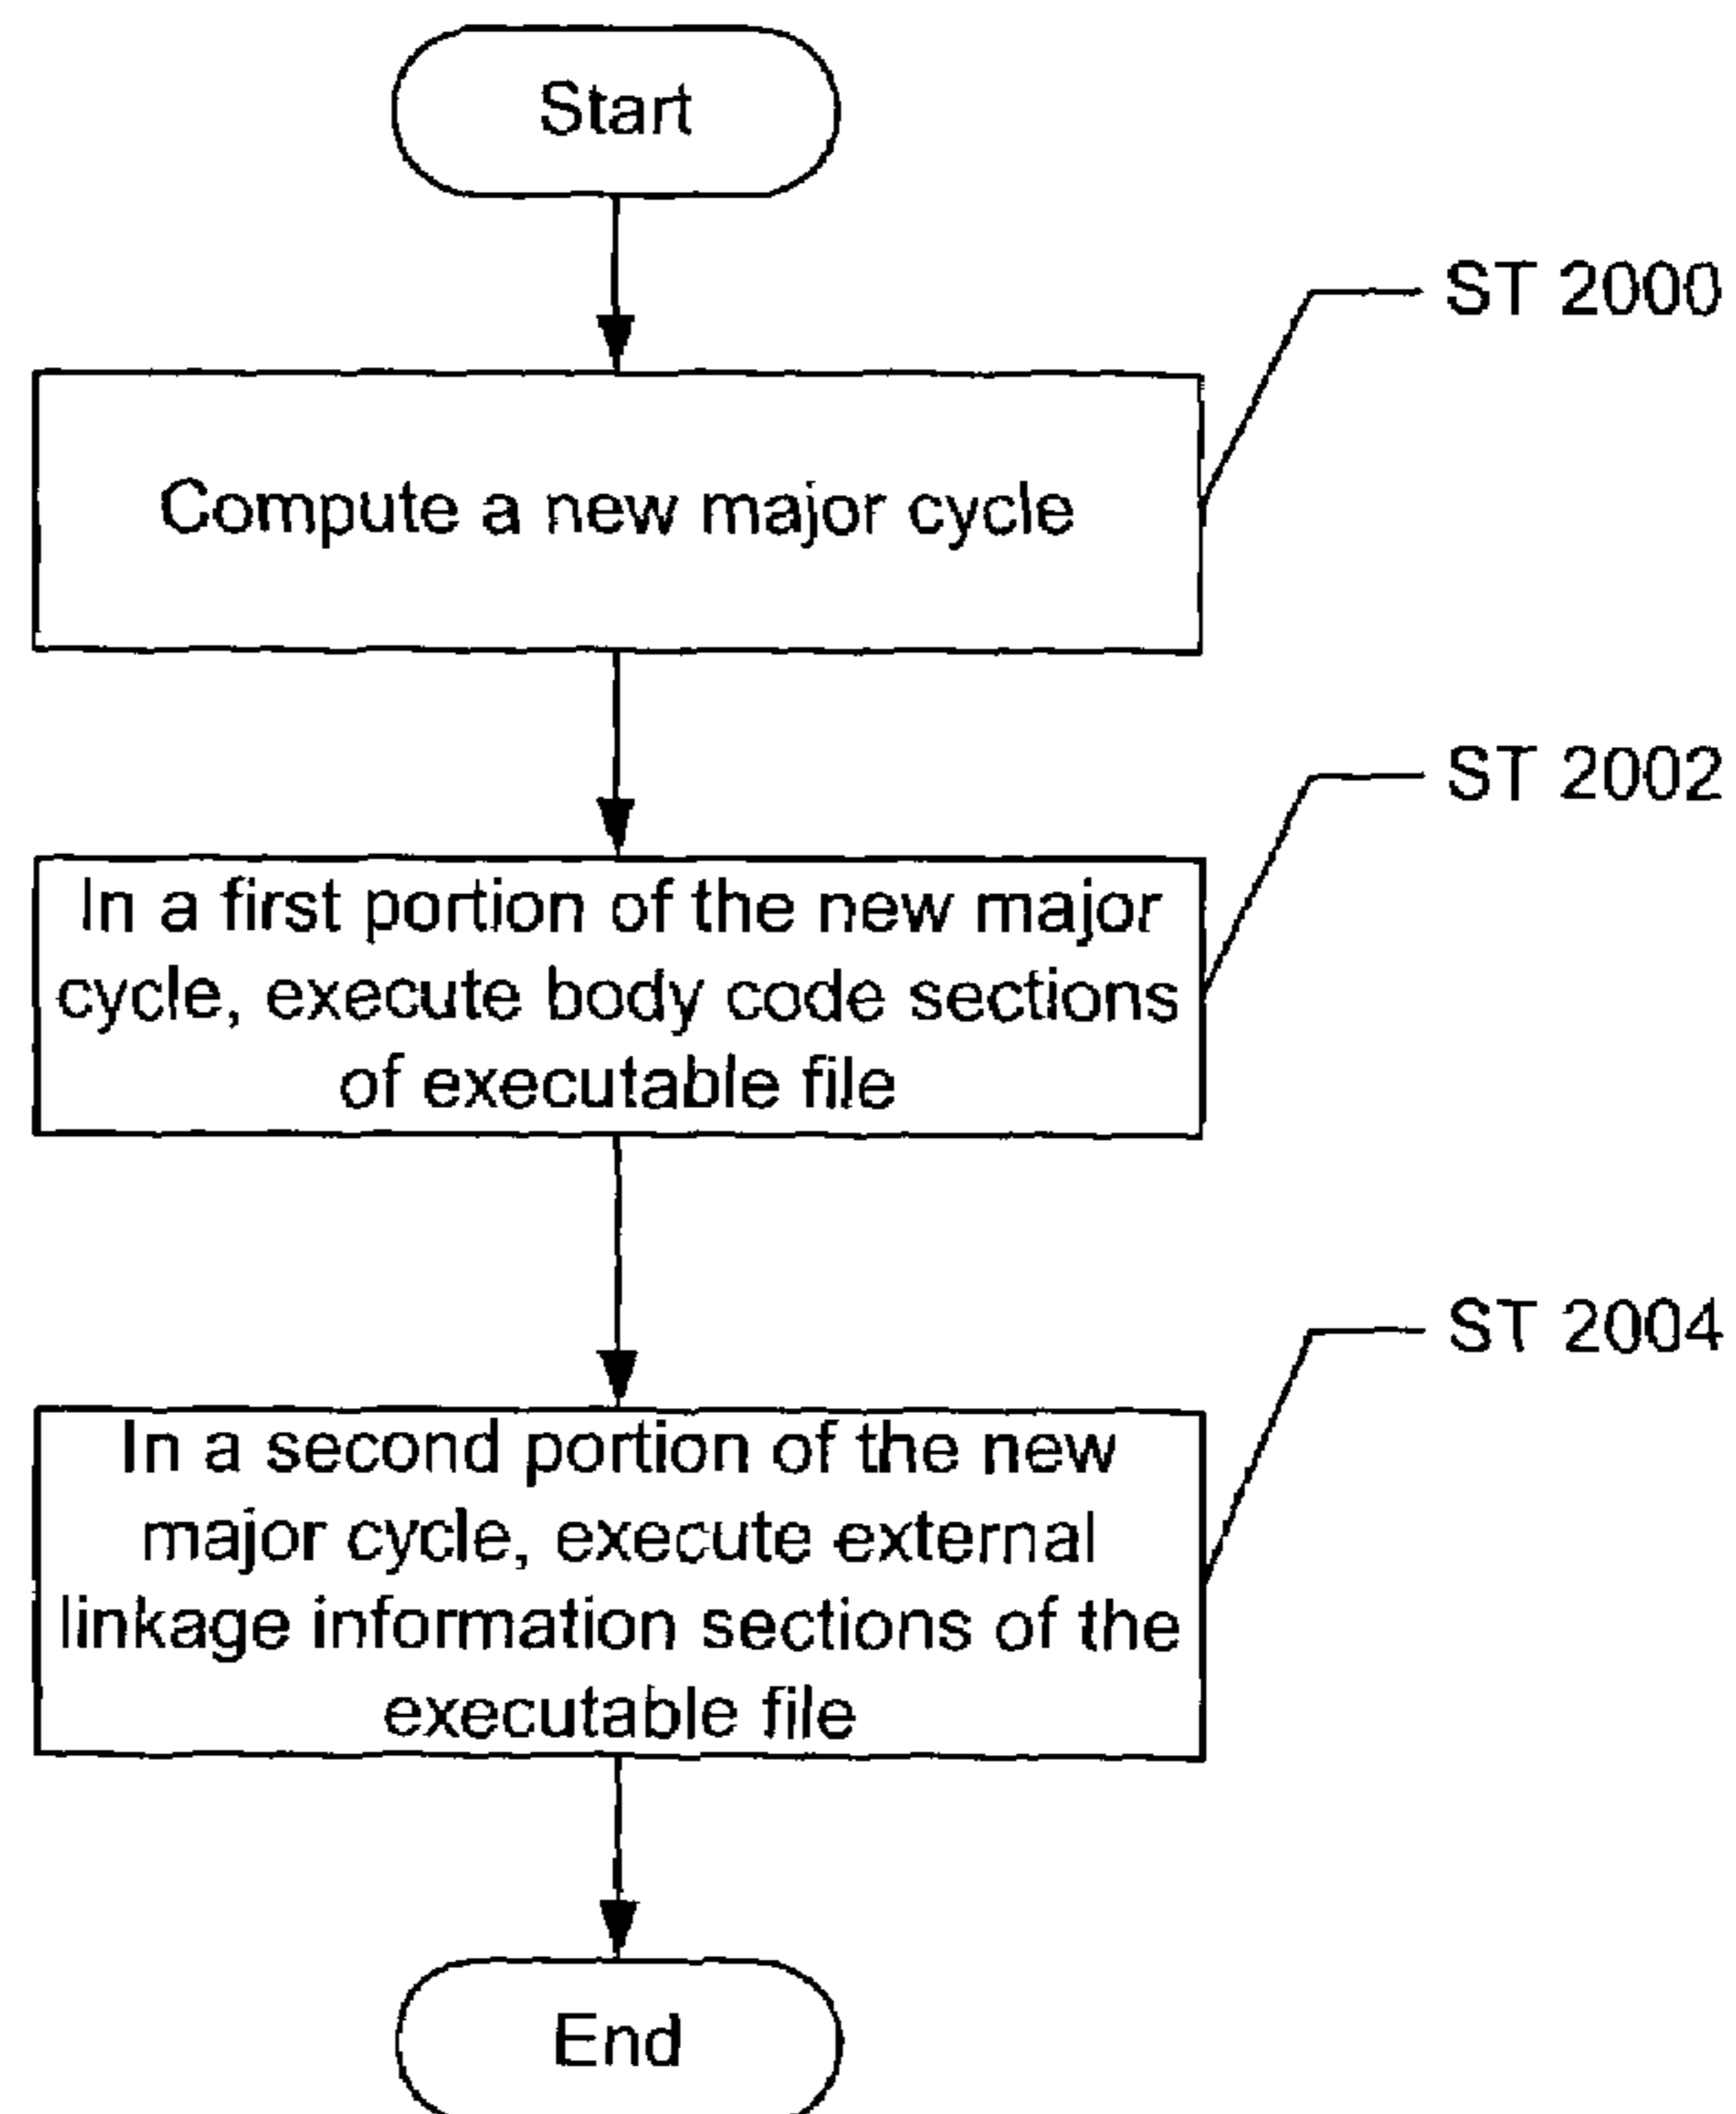 Start
ST 2000
Compute a new major cycle
ST 2002
In a first portion of the new major
cycle, execute body code sections
of executable file
ST 2004
In a second portion of the new
major cycle, execute external
linkage information sections of the
executable file
End